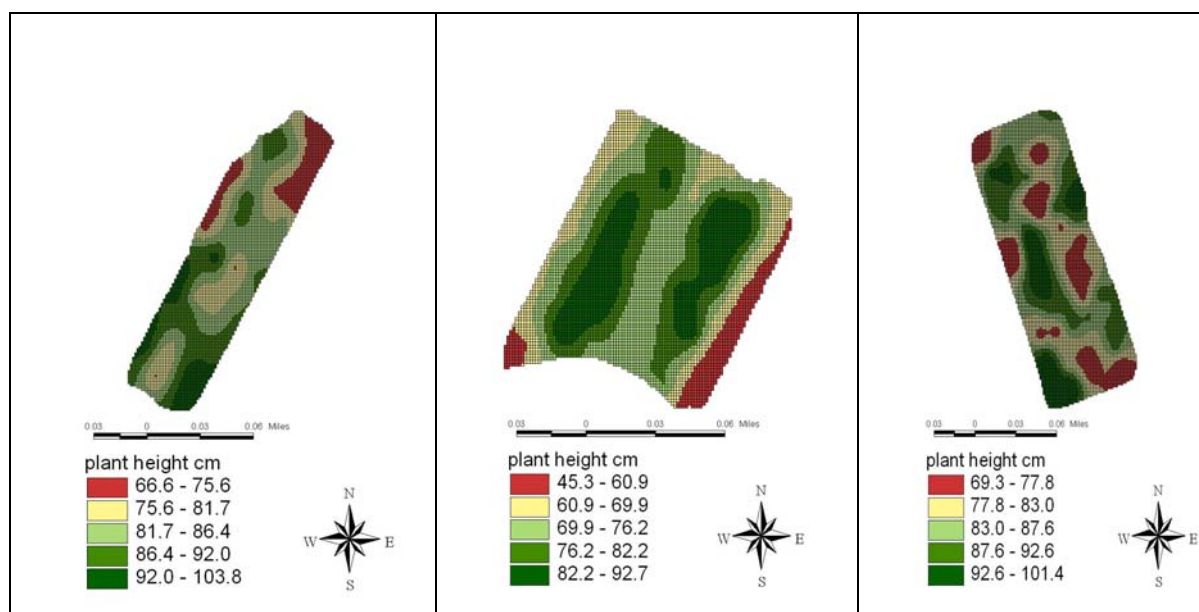 N
W E
S
0.03 0 0.03 0.06 Miles
plant height cm
66.6 - 75.6
75.6 - 81.7
81.7 - 86.4
86.4 - 92.0
92.0 - 103.8
N
W E
S
0.03 0 0.03 0.06 Miles
plant height cm
45.3 - 60.9
60.9 - 69.9
69.9 - 76.2
76.2 - 82.2
82.2 - 92.7
N
W E
S
0.03 0 0.03 0.06 Miles
plant height cm
69.3 - 77.8
77.8 - 83.0
83.0 - 87.6
87.6 - 92.6
92.6 - 101.4